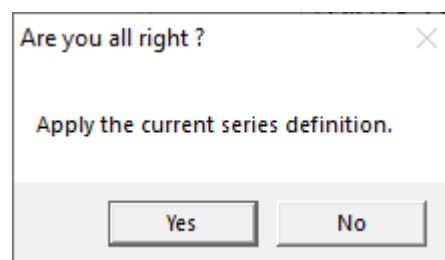 Are you all right ?
Apply the current series definition.
Yes
No